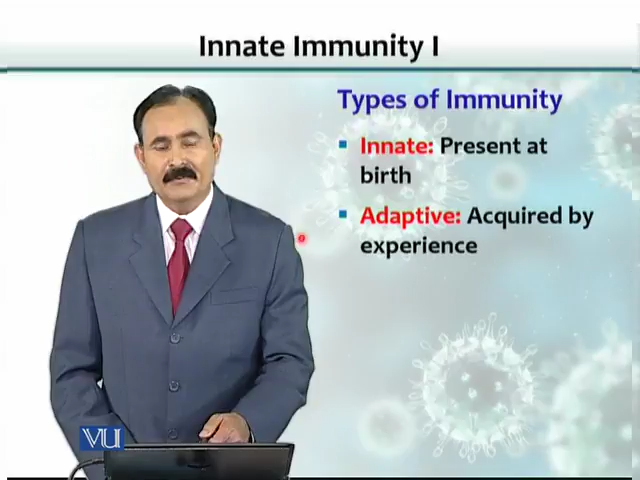 Innate Immunity I
Types of Immunity
Innate: Present at
birth
Adaptive: Acquired by
experience
VU